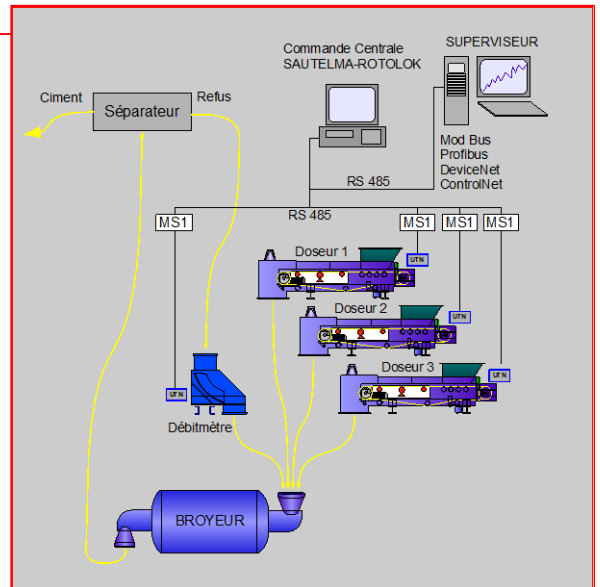 Commande Centrale
SAUTELMA-ROTOLOK
SUPERVISEUR
Ciment
Séparateur
Refus
Mod Bus
Profibus
DeviceNet
ControlNet
RS 485
RS 485
MS1
MS1
MS1
MS1
Doseur 1
UTN
Doseur 2
UTN
Doseur 3
UTN
UTN
Débitmètre
BROYEUR